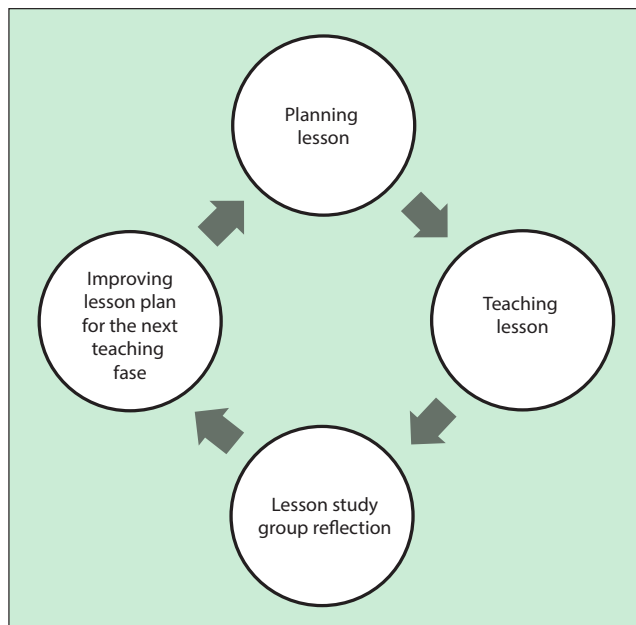 Planning
lesson
Teaching
lesson
Lesson study
group reflection
Improving
lesson plan
for the next
teaching
fase